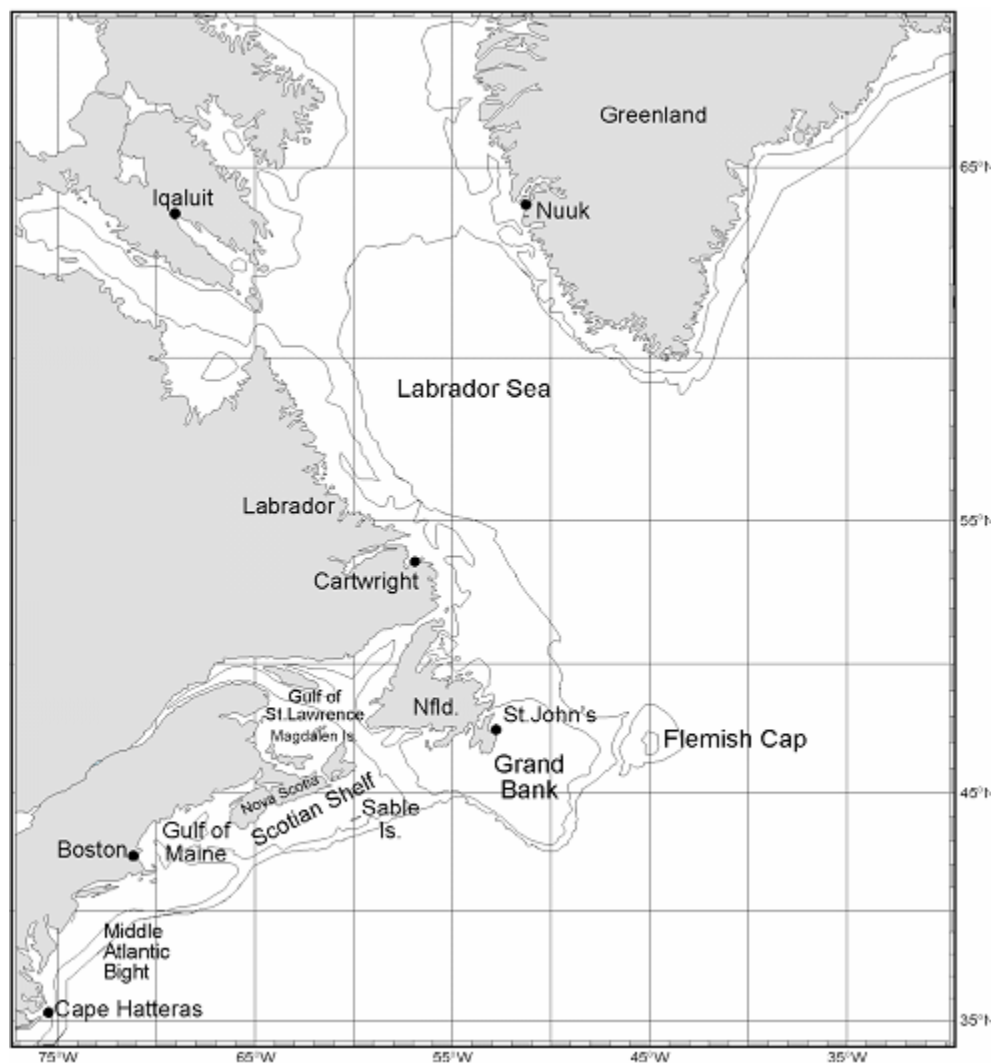 Greenland
65°N
Iqaluit
Nuuk
Labrador Sea
Labrador
55°N
Cartwright
Gulf of
St.Lawrence
Magdalen Is.
Nfld.
St.John's
Flemish Cap
Grand
Bank
Nova Scotia
Scotian Shelf
Sable
Is.
45°N
Gulf of
Maine
Boston
Middle
Atlantic
Bight
Cape Hatteras
35°N
75°W
65°W
55°W
45°W
35°W